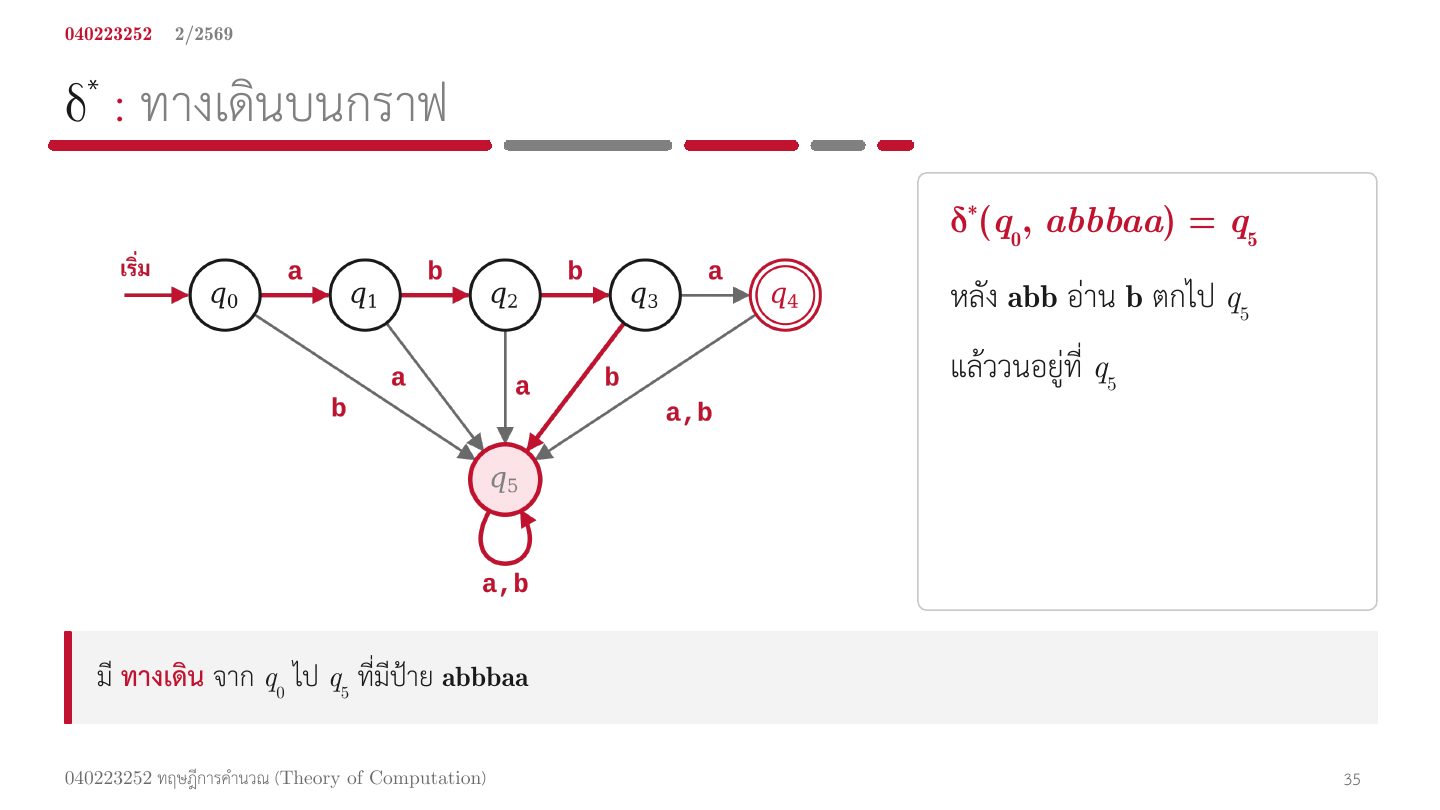 040223252 2/2569
δ* : ทางเดินบนกราฟ
δ*(q0, abbbaa) = q5
หลัง abb อ่าน b ตกไป q5
แล้ววนอยู่ที่ q5
เริ่ม a b b a
q0 q1 q2 q3 q4
a a b
b a,b
q5
a,b
มี ทางเดิน จาก q0 ไป q5 ที่มีป้าย abbbaa
040223252 ทฤษฎีการคำนวณ (Theory of Computation) 35